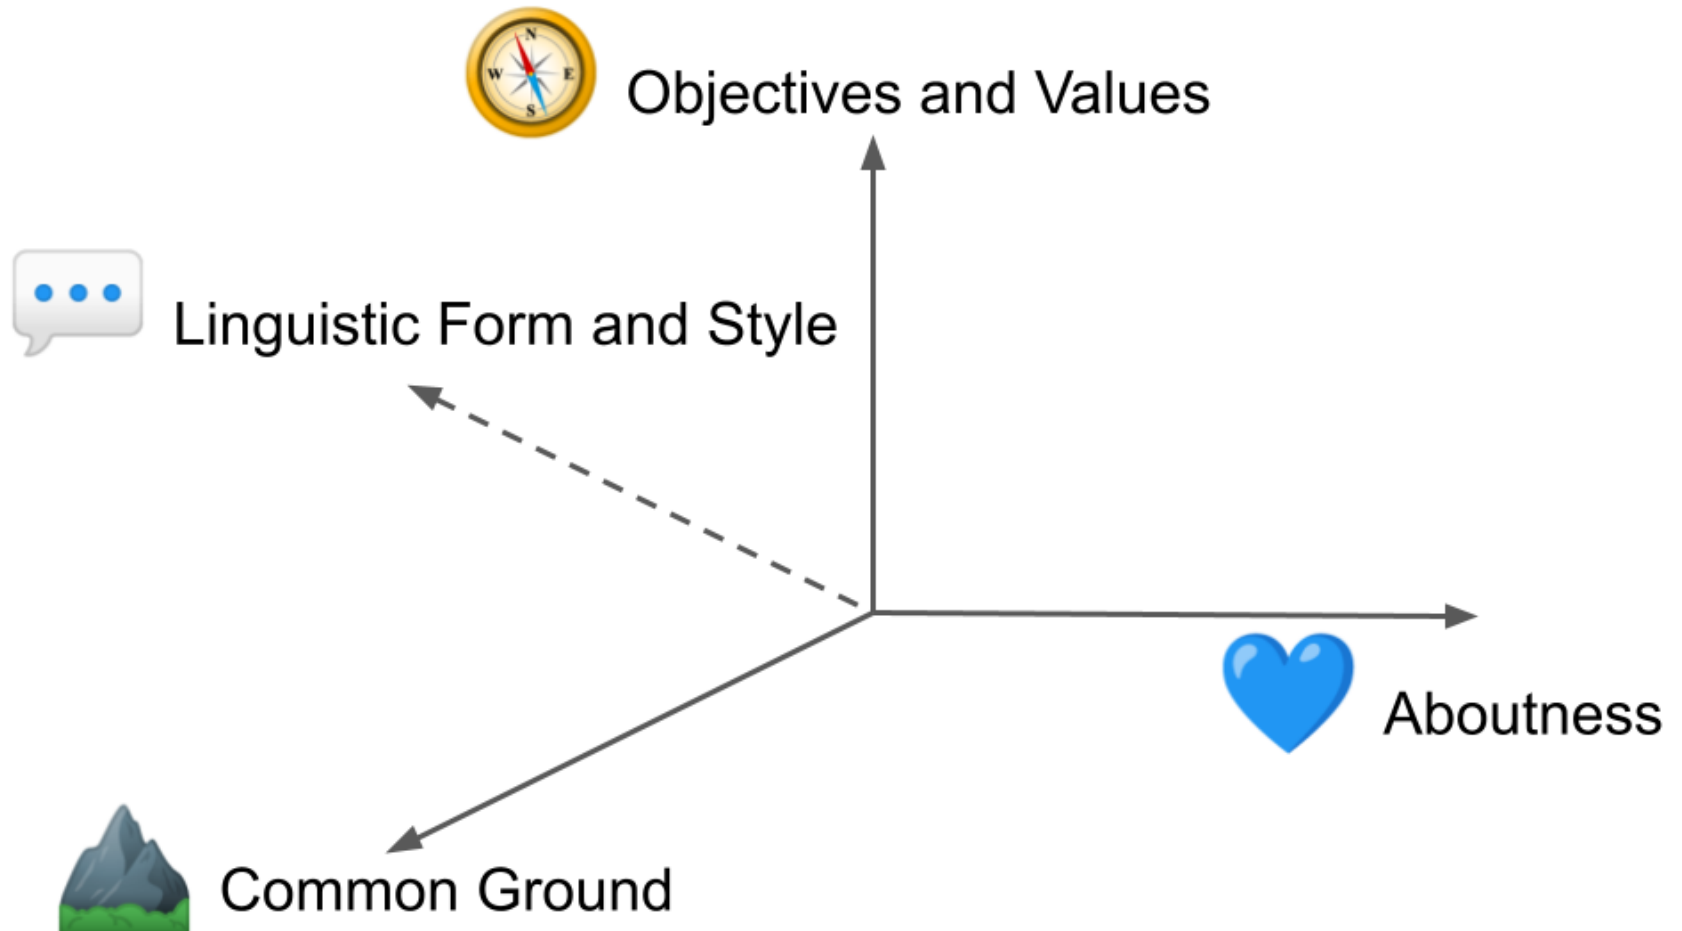 N
W E
S
Objectives and Values
Linguistic Form and Style
Aboutness
Common Ground